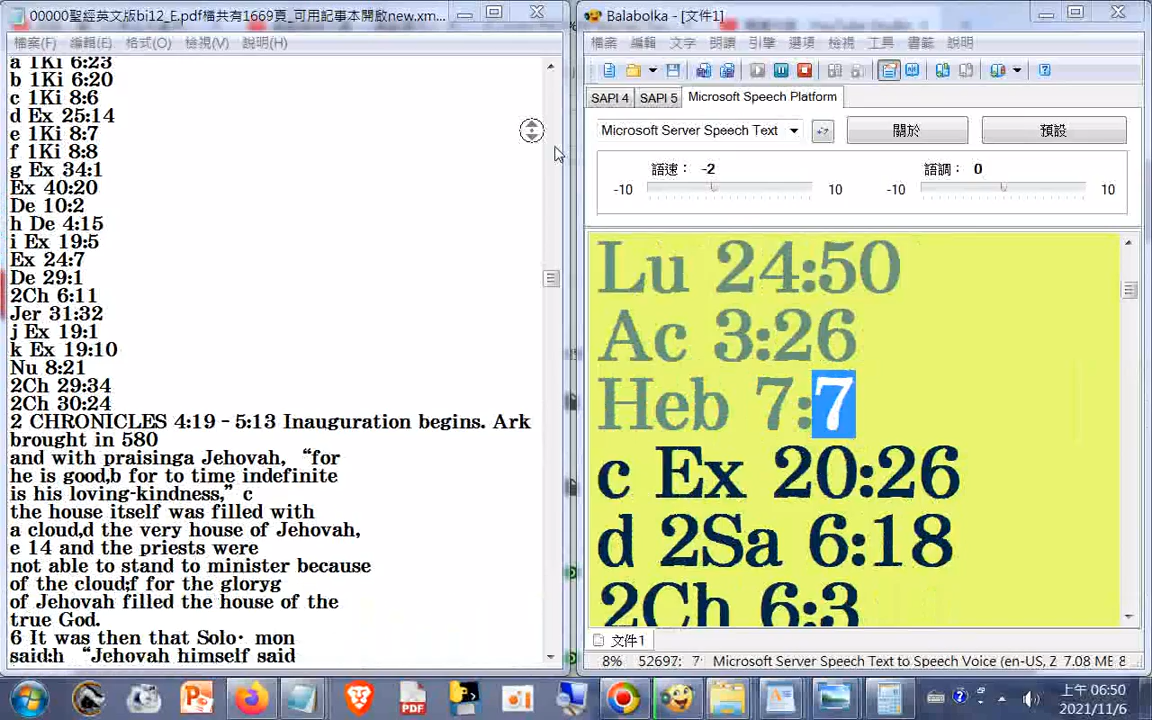 00000聖經英文版bi12_E.pdf檔共有1669頁_可用記事本開啟new.xm...
檔案(F) 編輯(E) 格式(O) 檢視(V) 說明(H)
a 1Ki 6:23
b 1Ki 6:20
c 1Ki 8:6
d Ex 25:14
e 1Ki 8:7
f 1Ki 8:8
g Ex 34:1
Ex 40:20
De 10:2
h De 4:15
i Ex 19:5
Ex 24:7
De 29:1
2Ch 6:11
Jer 31:32
j Ex 19:1
k Ex 19:10
Nu 8:21
2Ch 29:34
2Ch 30:24
2 CHRONICLES 4:19 - 5:13 Inauguration begins. Ark
brought in 580
and with praisinga Jehovah, “for
he is good,b for to time indefinite
is his loving-kindness,” c
the house itself was filled with
a cloud,d the very house of Jehovah,
e 14 and the priests were
not able to stand to minister because
of the cloud;f for the gloryg
of Jehovah filled the house of the
true God.
6 It was then that Solo· mon
said:h “Jehovah himself said
Balabolka - [文件1]
檔案 編輯 文字 朗讀 引擎 選項 檢視 工具 書籤 說明
SAPI 4 SAPI 5 Microsoft Speech Platform
Microsoft Server Speech Text 關於 預設
語速： -2 語調： 0
-10 10 -10 10
Lu 24:50
Ac 3:26
Heb 7:7
c Ex 20:26
d 2Sa 6:18
2Ch 6:3
文件1
8% 52697: 7 Microsoft Server Speech Text to Speech Voice (en-US, Z 7.08 MB 8
上午 06:50
2021/11/6